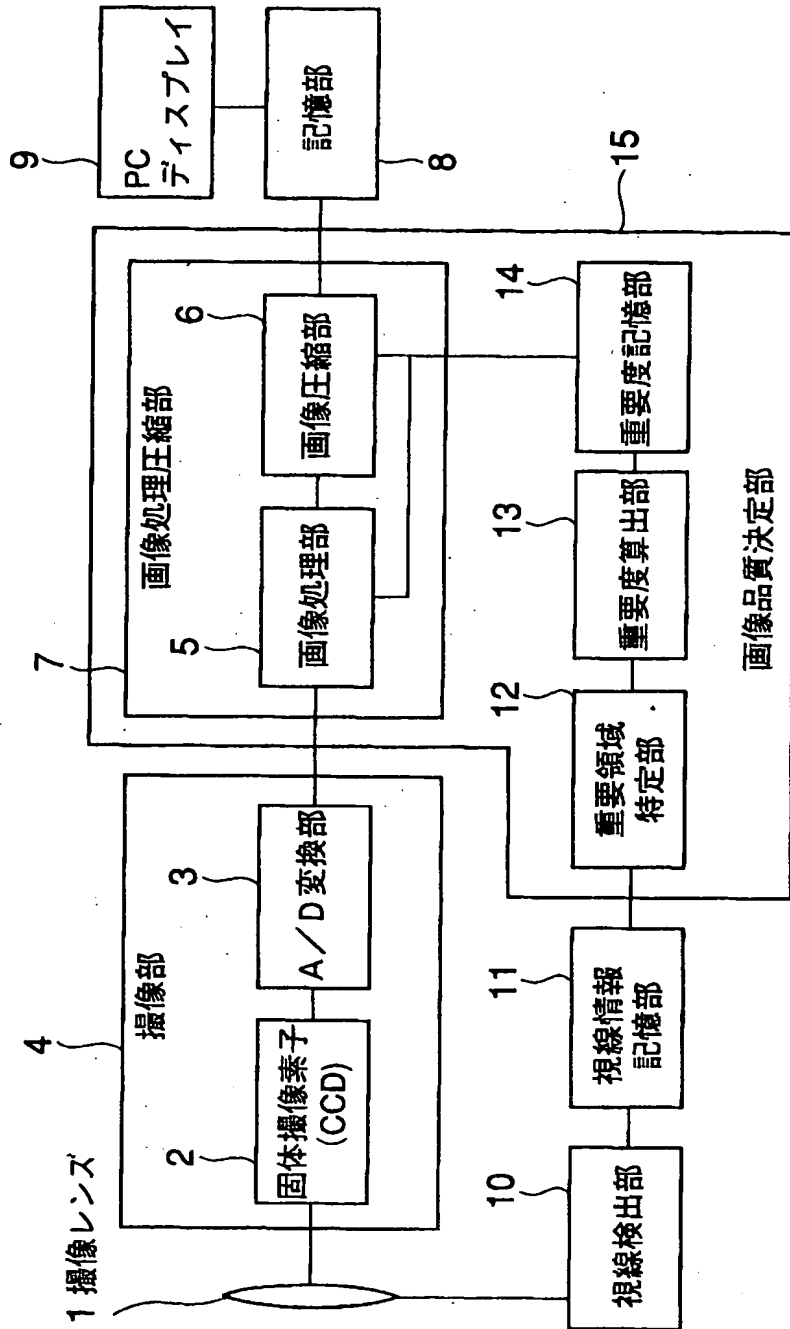 1 撮像レンズ
2
固体撮像素子
(CCD)
3
A/D変換部
4
撮像部
5
画像処理部
6
画像圧縮部
7
画像処理圧縮部
8
記憶部
9
PC
ディスプレイ
10
視線検出部
11
視線情報
記憶部
12
重要領域
特定部
13
重要度算出部
14
重要度記憶部
15
画像品質決定部